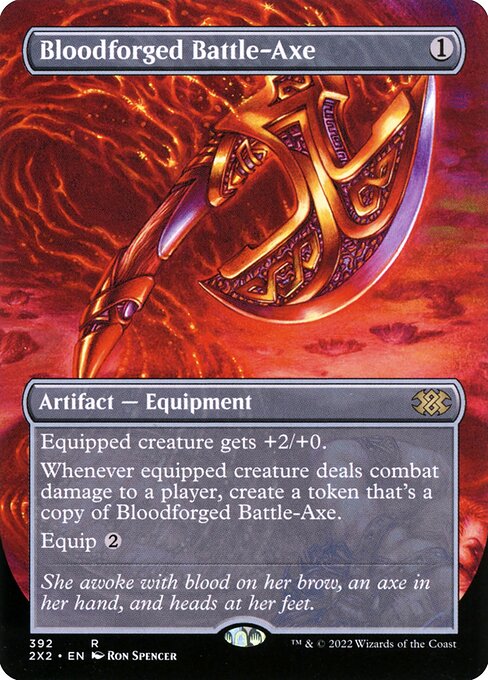 Bloodforged Battle-Axe 1
Artifact — Equipment
Equipped creature gets +2/+0.
Whenever equipped creature deals combat
damage to a player, create a token that's a
copy of Bloodforged Battle-Axe.
Equip 2
She awoke with blood on her brow, an axe in
her hand, and heads at her feet.
392 R
2X2 • EN Ron Spencer
™ & © 2022 Wizards of the Coast